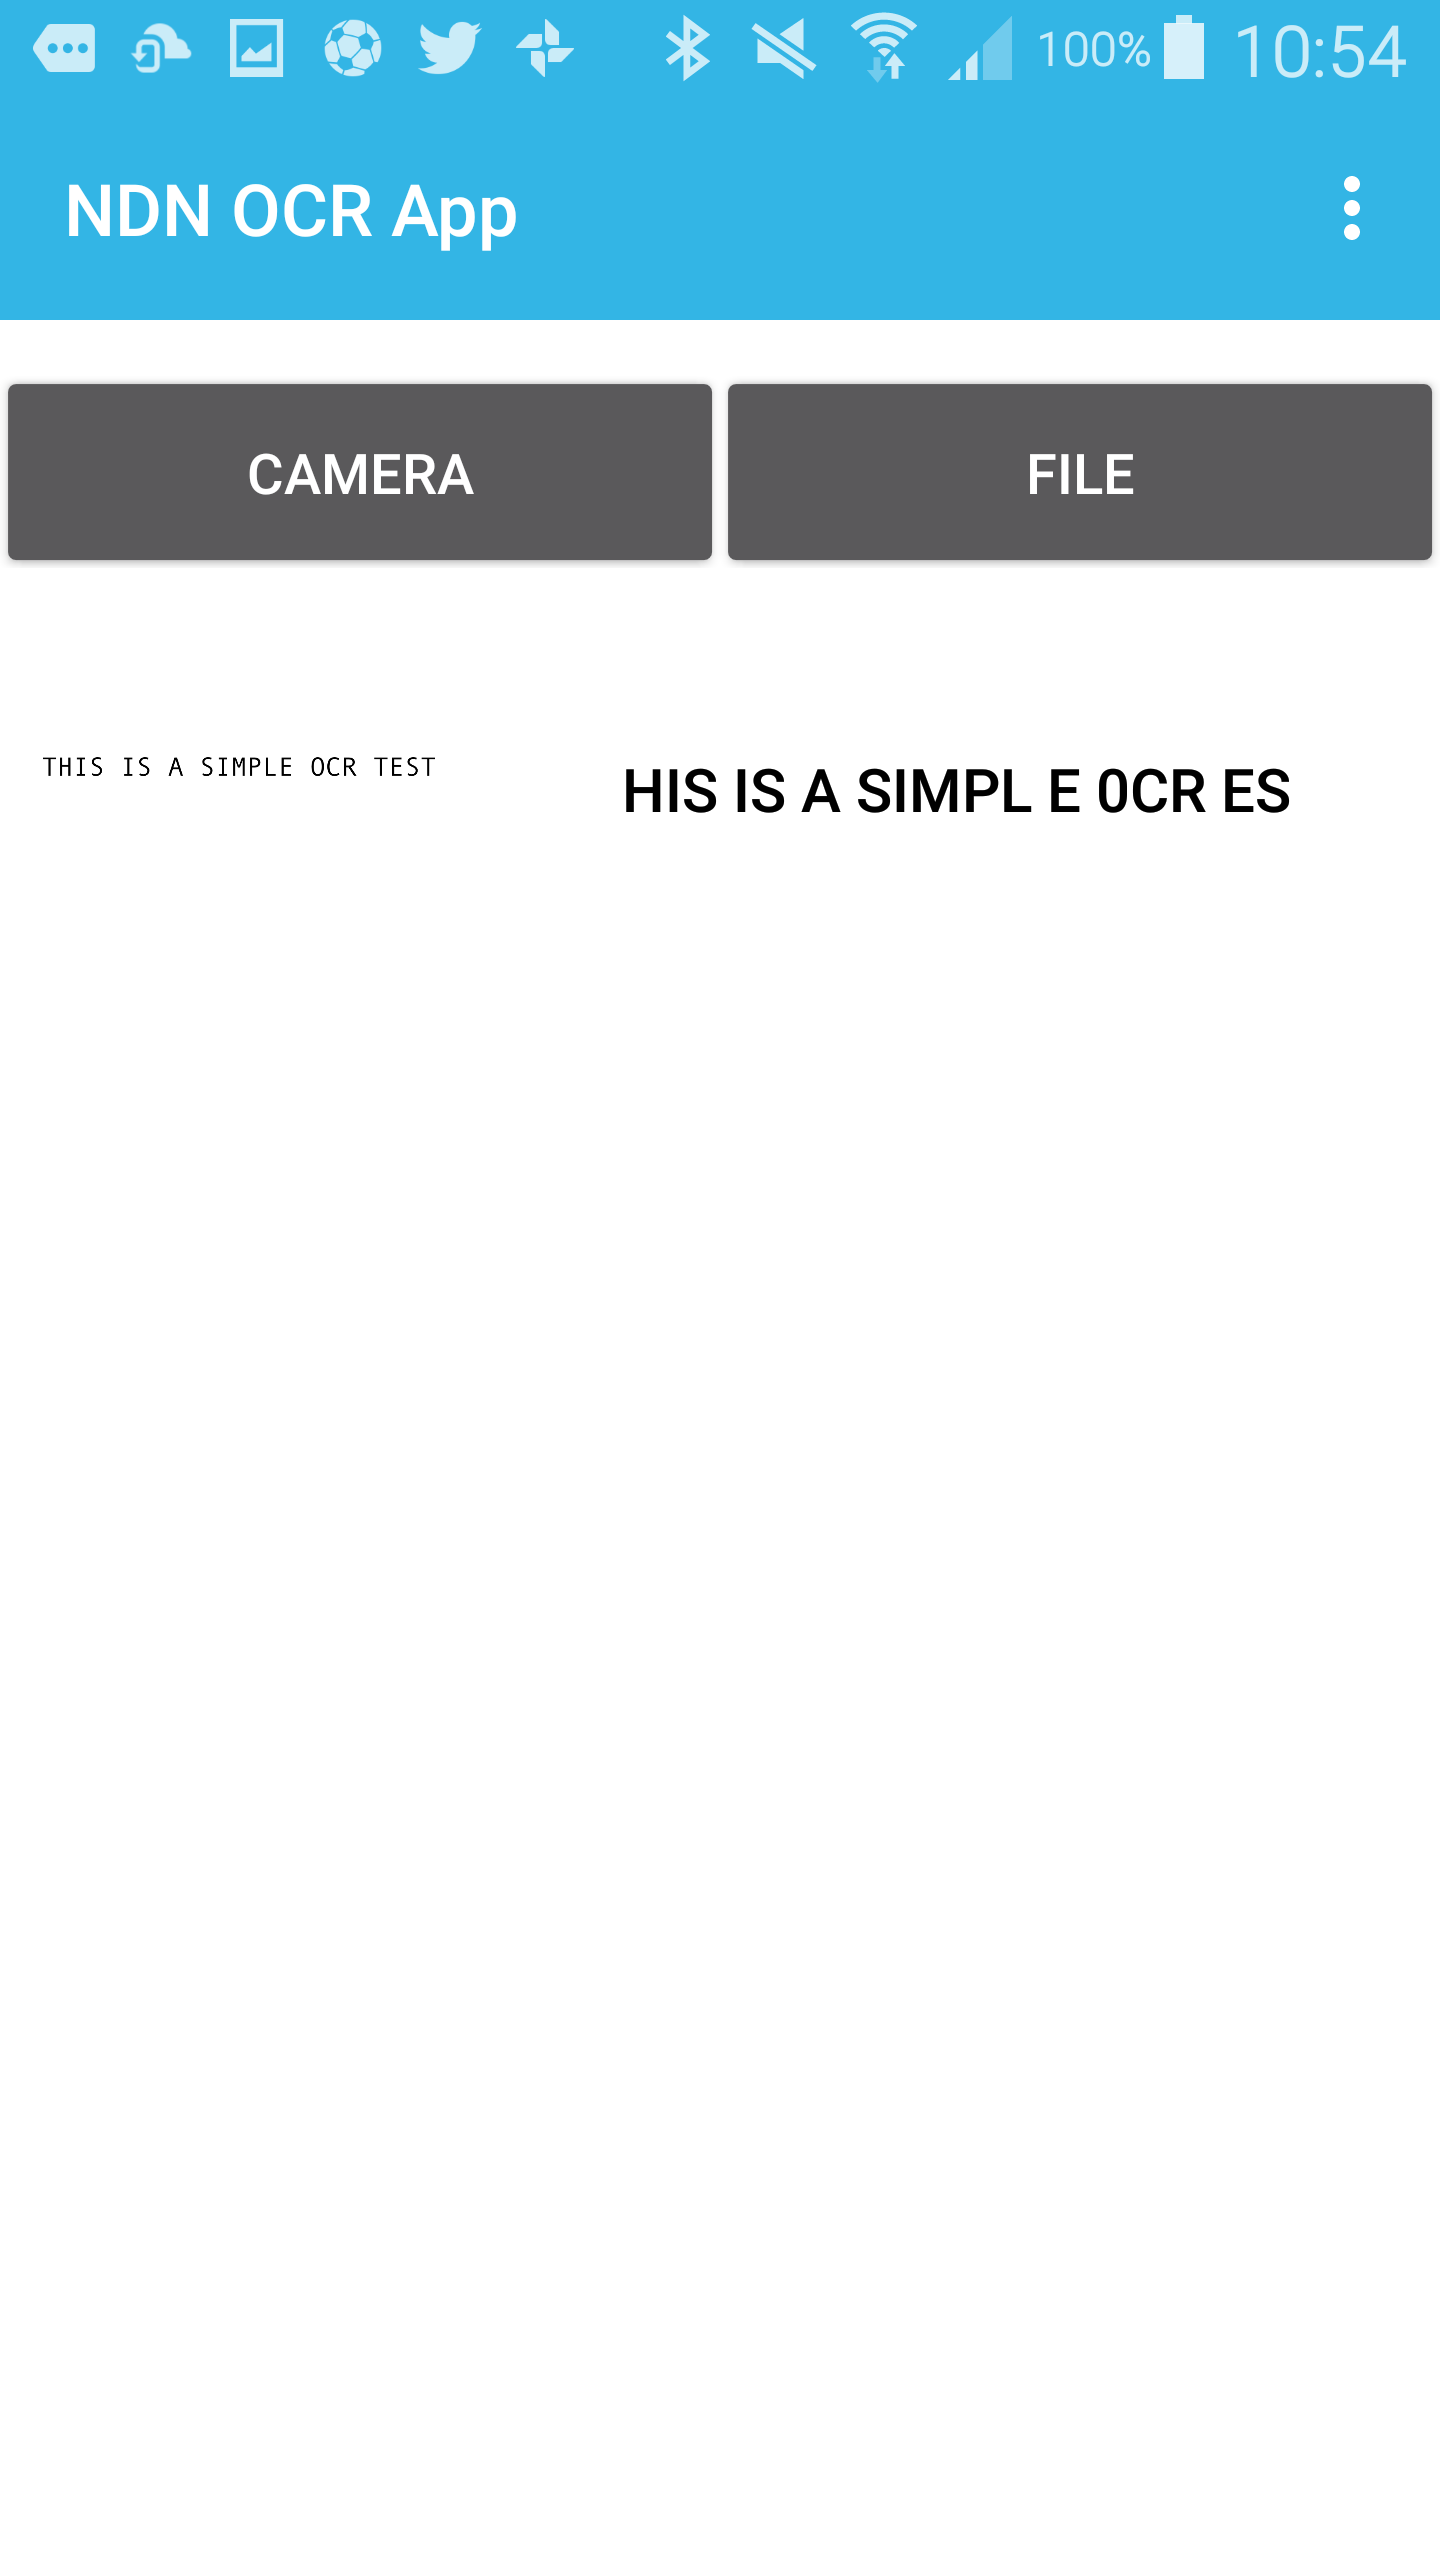 100% 10:54
NDN OCR App
CAMERA FILE
THIS IS A SIMPLE OCR TEST
HIS IS A SIMPL E 0CR ES